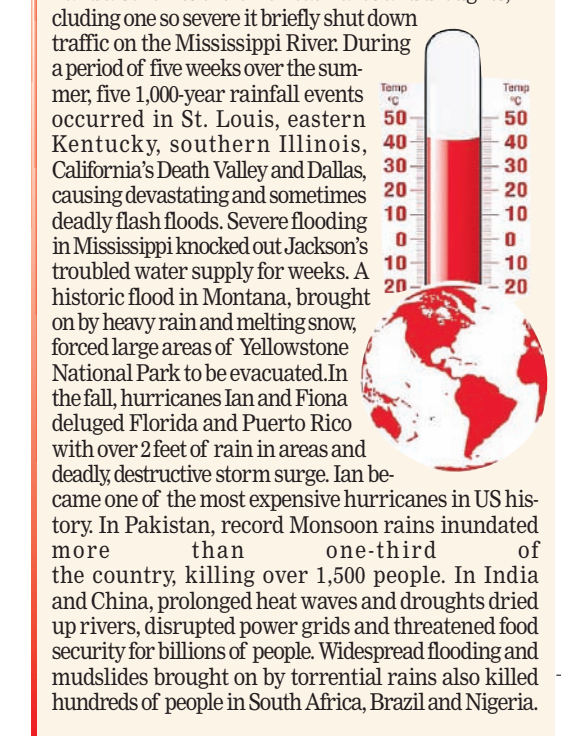 cluding one so severe it briefly shut down
traffic on the Mississippi River. During
a period of five weeks over the sum-
mer, five 1,000-year rainfall events
occurred in St. Louis, eastern
Kentucky, southern Illinois,
California's Death Valley and Dallas,
causing devastating and sometimes
deadly flash floods. Severe flooding
in Mississippi knocked out Jackson's
troubled water supply for weeks. A
historic flood in Montana, brought
on by heavy rain and melting snow,
forced large areas of Yellowstone
National Park to be evacuated.In
the fall, hurricanes Ian and Fiona
deluged Florida and Puerto Rico
with over 2 feet of rain in areas and
deadly, destructive storm surge. Ian be-
came one of the most expensive hurricanes in US his-
tory. In Pakistan, record Monsoon rains inundated
more than one-third of
the country, killing over 1,500 people. In India
and China, prolonged heat waves and droughts dried
up rivers, disrupted power grids and threatened food
security for billions of people. Widespread flooding and
mudslides brought on by torrential rains also killed
hundreds of people in South Africa, Brazil and Nigeria.
Temp Temp
°C °C
50 50
40 40
30 30
20 20
10 10
0 0
10 10
20 20